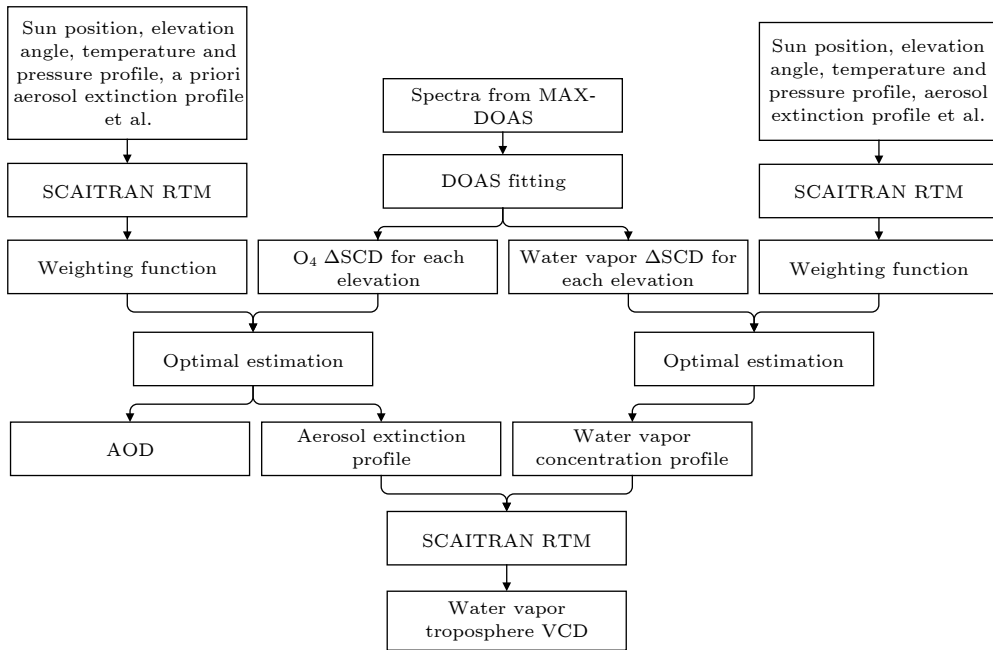 Sun position, elevation
angle, temperature and
pressure profile, a priori
aerosol extinction profile
et al.
Spectra from MAX-
DOAS
Sun position, elevation
angle, temperature and
pressure profile, aerosol
extinction profile et al.
SCAITRAN RTM
DOAS fitting
SCAITRAN RTM
Weighting function
O₄ ΔSCD for each
elevation
Water vapor ΔSCD for
each elevation
Weighting function
Optimal estimation
Optimal estimation
AOD
Aerosol extinction
profile
Water vapor
concentration profile
SCAITRAN RTM
Water vapor
troposphere VCD